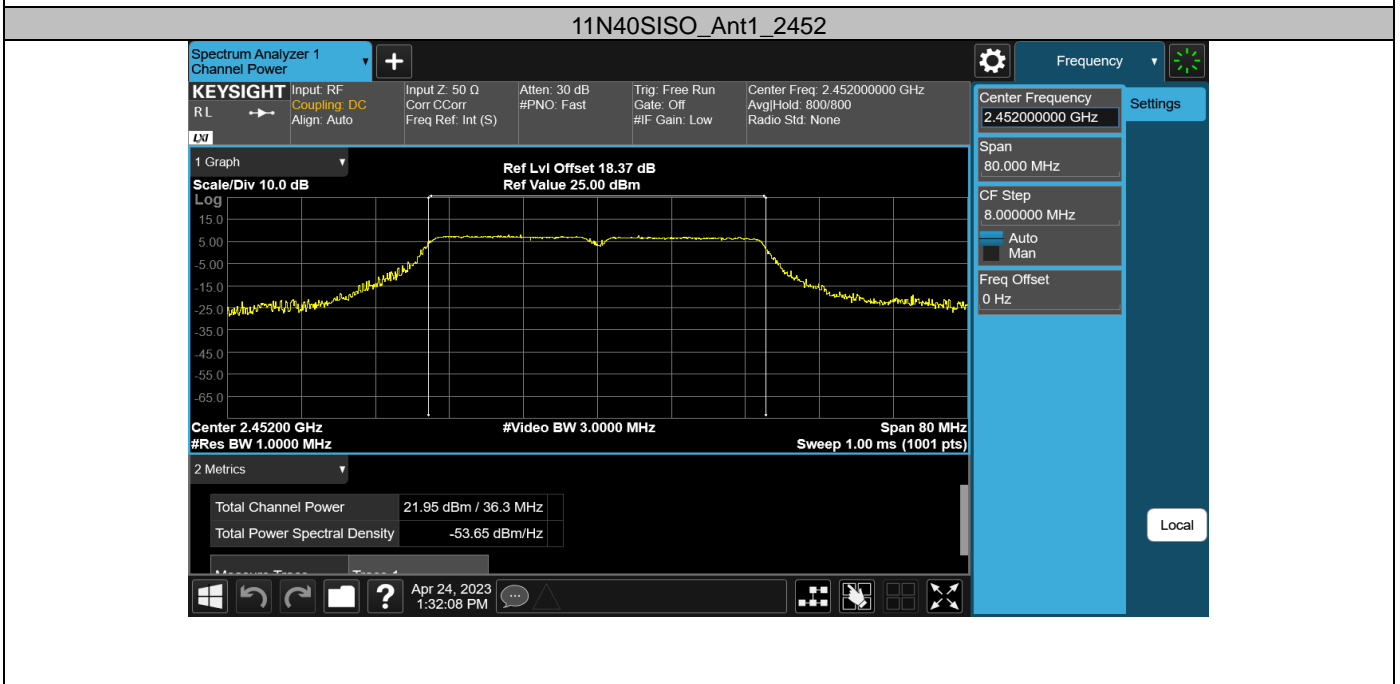 11N40SISO_Ant1_2452
Spectrum Analyzer 1
Channel Power
Frequency
KEYSIGHT
R L
LXI
Input: RF
Coupling: DC
Align: Auto
Input Z: 50 Ω
Corr CCorr
Freq Ref: Int (S)
Atten: 30 dB
#PNO: Fast
Trig: Free Run
Gate: Off
#IF Gain: Low
Center Freq: 2.452000000 GHz
Avg|Hold: 800/800
Radio Std: None
1 Graph
Scale/Div 10.0 dB
Ref Lvl Offset 18.37 dB
Ref Value 25.00 dBm
Log
15.0
5.00
-5.00
-15.0
-25.0
-35.0
-45.0
-55.0
-65.0
Center 2.45200 GHz
#Res BW 1.0000 MHz
#Video BW 3.0000 MHz
Span 80 MHz
Sweep 1.00 ms (1001 pts)
2 Metrics
Total Channel Power 21.95 dBm / 36.3 MHz
Total Power Spectral Density -53.65 dBm/Hz
Measure Trace Trace 1
Apr 24, 2023
1:32:08 PM
Center Frequency
2.452000000 GHz
Settings
Span
80.000 MHz
CF Step
8.000000 MHz
Auto
Man
Freq Offset
0 Hz
Local